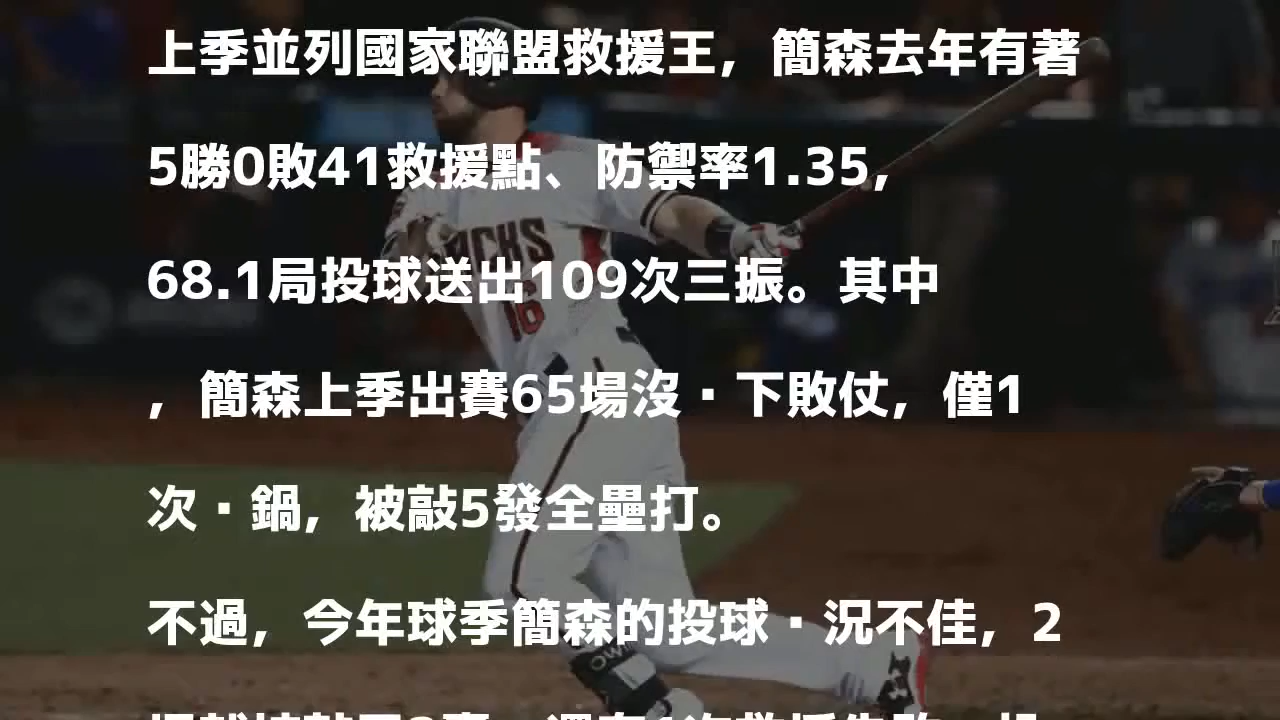 上季並列國家聯盟救援王，簡森去年有著
5勝0敗41救援點、防禦率1.35,
68.1局投球送出109次三振。其中
，簡森上季出賽65場沒·下敗仗，僅1
次·鍋，被敲5發全壘打。
不過，今年球季簡森的投球·況不佳，2
16